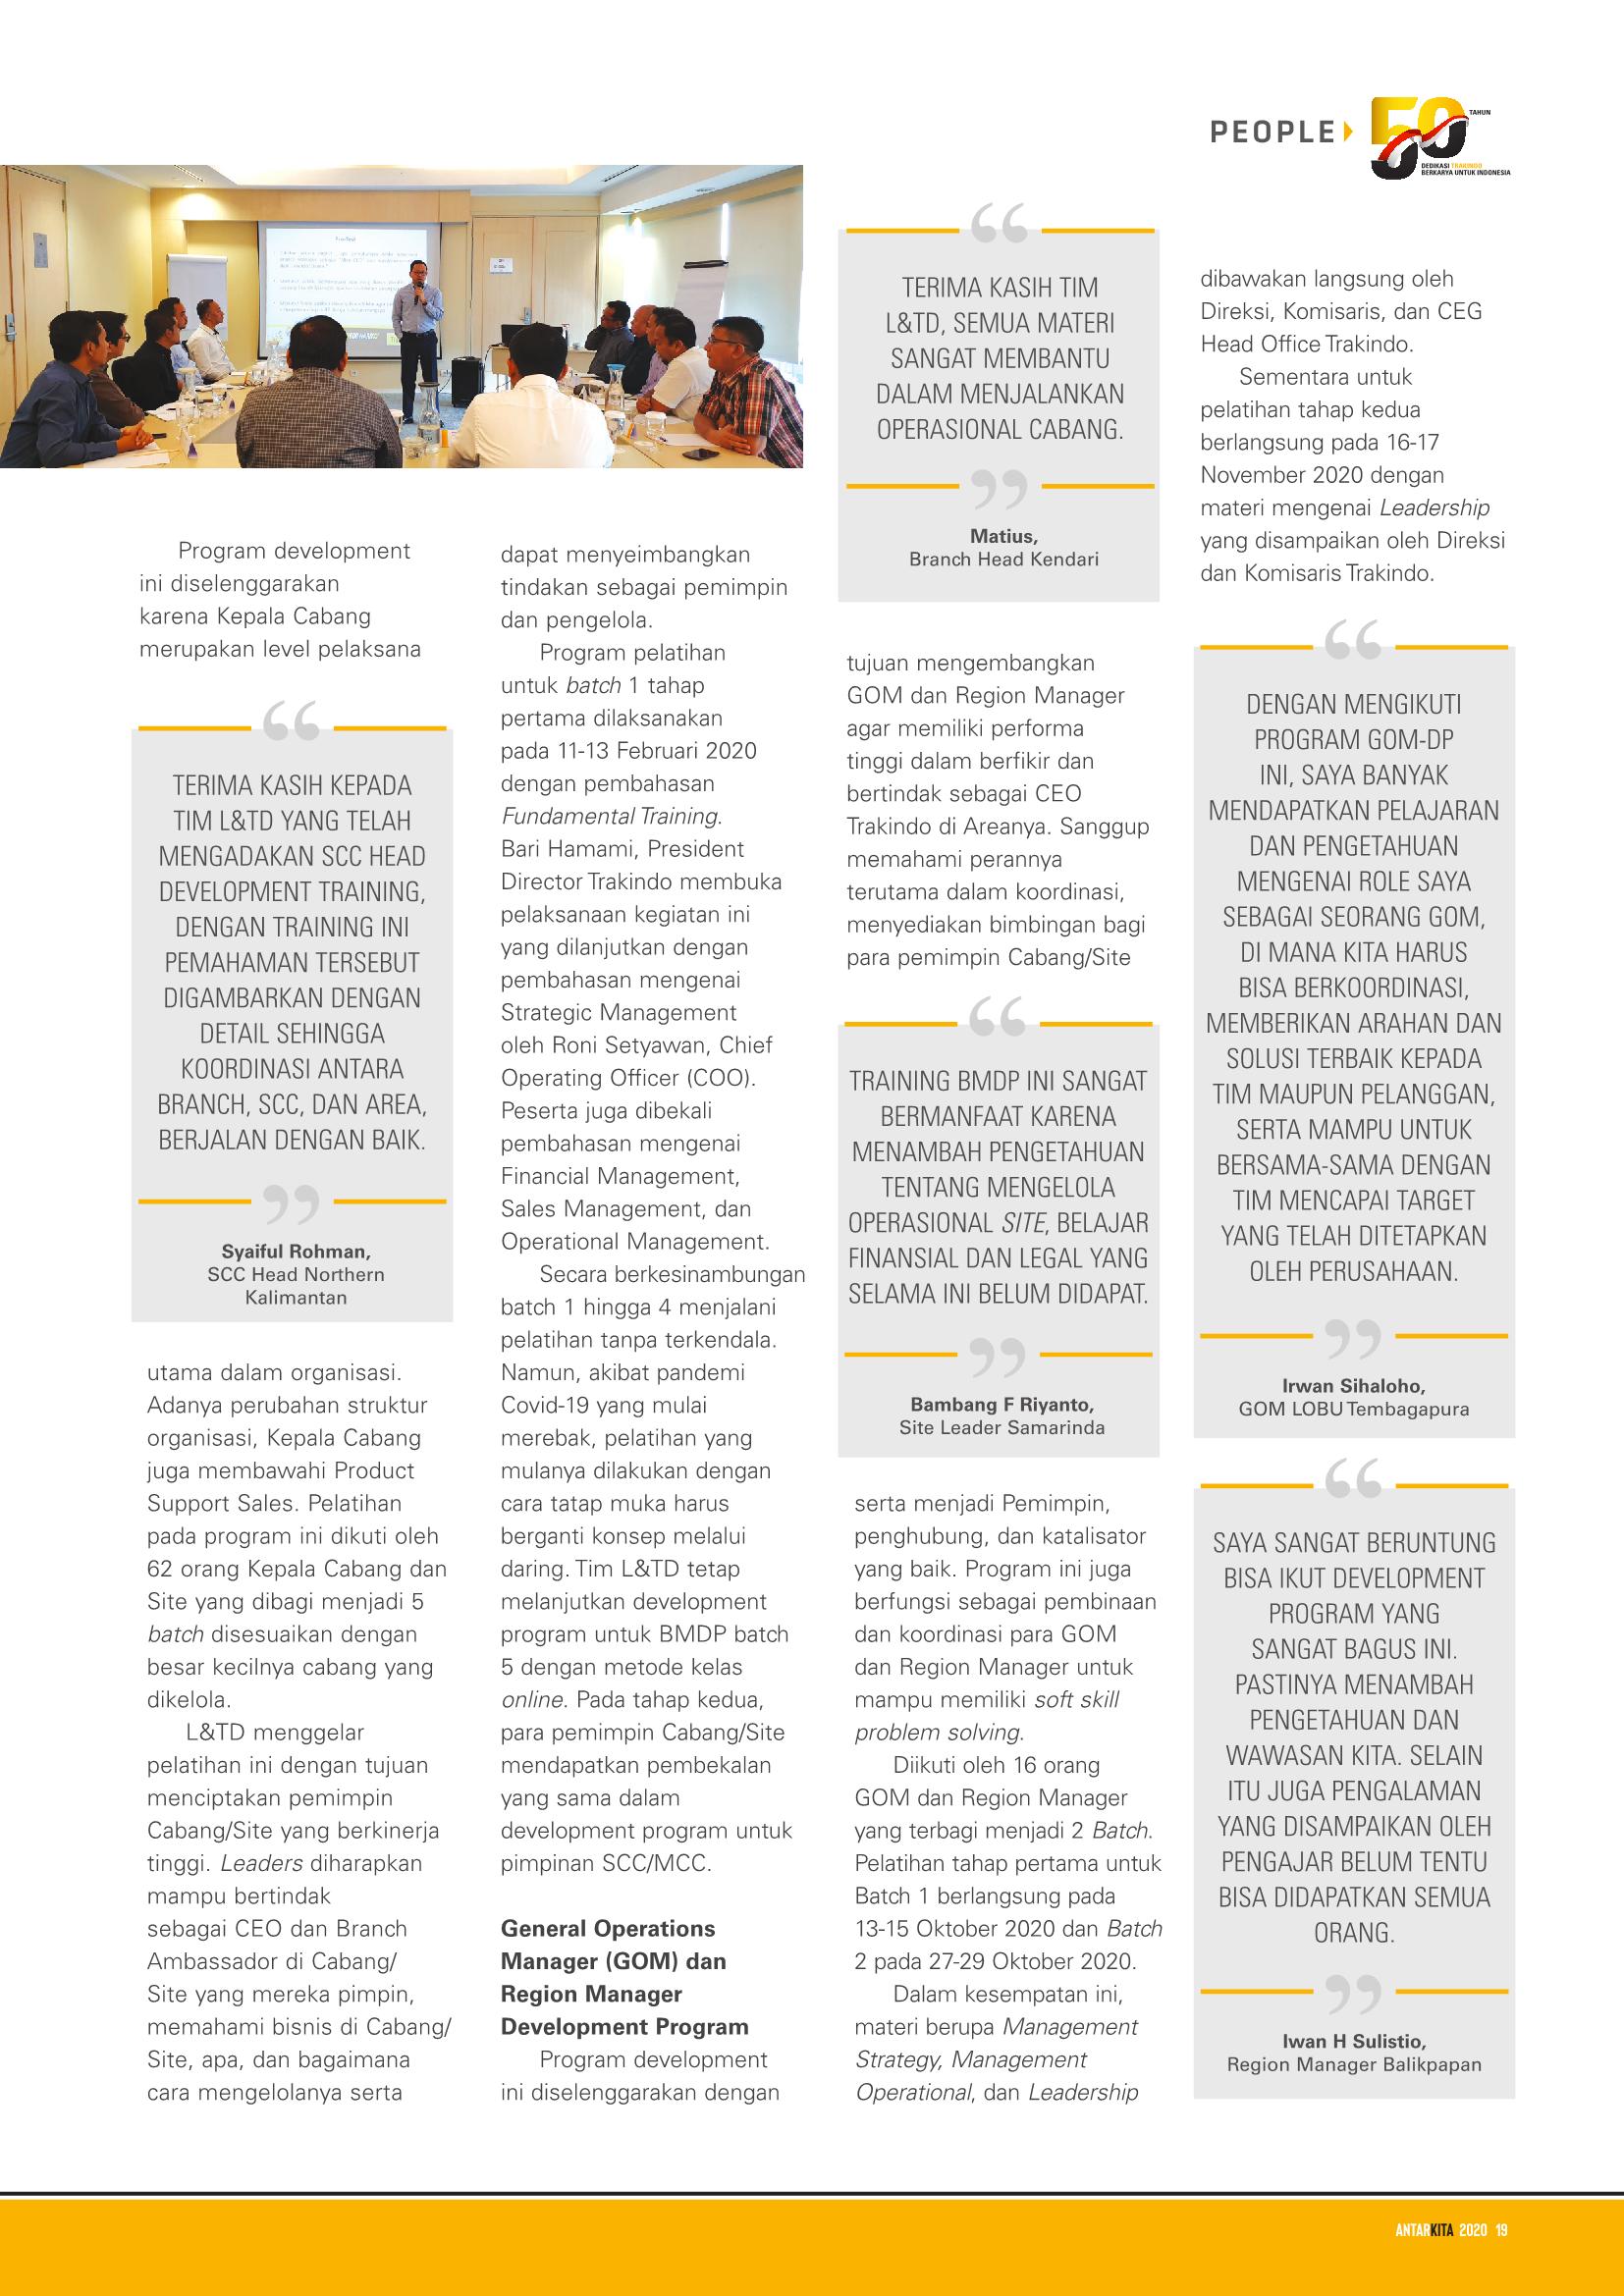 PEOPLE
50 TAHUN
DEDIKASI TRAKINDO
BERKARYA UNTUK INDONESIA
Program development
ini diselenggarakan
karena Kepala Cabang
merupakan level pelaksana
“
TERIMA KASIH KEPADA
TIM L&TD YANG TELAH
MENGADAKAN SCC HEAD
DEVELOPMENT TRAINING,
DENGAN TRAINING INI
PEMAHAMAN TERSEBUT
DIGAMBARKAN DENGAN
DETAIL SEHINGGA
KOORDINASI ANTARA
BRANCH, SCC, DAN AREA,
BERJALAN DENGAN BAIK.
”
Syaiful Rohman,
SCC Head Northern
Kalimantan
utama dalam organisasi.
Adanya perubahan struktur
organisasi, Kepala Cabang
juga membawahi Product
Support Sales. Pelatihan
pada program ini dikuti oleh
62 orang Kepala Cabang dan
Site yang dibagi menjadi 5
batch disesuaikan dengan
besar kecilnya cabang yang
dikelola.
L&TD menggelar
pelatihan ini dengan tujuan
menciptakan pemimpin
Cabang/Site yang berkinerja
tinggi. Leaders diharapkan
mampu bertindak
sebagai CEO dan Branch
Ambassador di Cabang/
Site yang mereka pimpin,
memahami bisnis di Cabang/
Site, apa, dan bagaimana
cara mengelolanya serta
dapat menyeimbangkan
tindakan sebagai pemimpin
dan pengelola.
Program pelatihan
untuk batch 1 tahap
pertama dilaksanakan
pada 11-13 Februari 2020
dengan pembahasan
Fundamental Training.
Bari Hamami, President
Director Trakindo membuka
pelaksanaan kegiatan ini
yang dilanjutkan dengan
pembahasan mengenai
Strategic Management
oleh Roni Setyawan, Chief
Operating Officer (COO).
Peserta juga dibekali
pembahasan mengenai
Financial Management,
Sales Management, dan
Operational Management.
Secara berkesinambungan
batch 1 hingga 4 menjalani
pelatihan tanpa terkendala.
Namun, akibat pandemi
Covid-19 yang mulai
merebak, pelatihan yang
mulanya dilakukan dengan
cara tatap muka harus
berganti konsep melalui
daring. Tim L&TD tetap
melanjutkan development
program untuk BMDP batch
5 dengan metode kelas
online. Pada tahap kedua,
para pemimpin Cabang/Site
mendapatkan pembekalan
yang sama dalam
development program untuk
pimpinan SCC/MCC.
General Operations
Manager (GOM) dan
Region Manager
Development Program
Program development
ini diselenggarakan dengan
“
TERIMA KASIH TIM
L&TD, SEMUA MATERI
SANGAT MEMBANTU
DALAM MENJALANKAN
OPERASIONAL CABANG.
”
Matius,
Branch Head Kendari
tujuan mengembangkan
GOM dan Region Manager
agar memiliki performa
tinggi dalam berfikir dan
bertindak sebagai CEO
Trakindo di Areanya. Sanggup
memahami perannya
terutama dalam koordinasi,
menyediakan bimbingan bagi
para pemimpin Cabang/Site
“
TRAINING BMDP INI SANGAT
BERMANFAAT KARENA
MENAMBAH PENGETAHUAN
TENTANG MENGELOLA
OPERASIONAL SITE, BELAJAR
FINANSIAL DAN LEGAL YANG
SELAMA INI BELUM DIDAPAT.
”
Bambang F Riyanto,
Site Leader Samarinda
serta menjadi Pemimpin,
penghubung, dan katalisator
yang baik. Program ini juga
berfungsi sebagai pembinaan
dan koordinasi para GOM
dan Region Manager untuk
mampu memiliki soft skill
problem solving.
Diikuti oleh 16 orang
GOM dan Region Manager
yang terbagi menjadi 2 Batch.
Pelatihan tahap pertama untuk
Batch 1 berlangsung pada
13-15 Oktober 2020 dan Batch
2 pada 27-29 Oktober 2020.
Dalam kesempatan ini,
materi berupa Management
Strategy, Management
Operational, dan Leadership
dibawakan langsung oleh
Direksi, Komisaris, dan CEG
Head Office Trakindo.
Sementara untuk
pelatihan tahap kedua
berlangsung pada 16-17
November 2020 dengan
materi mengenai Leadership
yang disampaikan oleh Direksi
dan Komisaris Trakindo.
“
DENGAN MENGIKUTI
PROGRAM GOM-DP
INI, SAYA BANYAK
MENDAPATKAN PELAJARAN
DAN PENGETAHUAN
MENGENAI ROLE SAYA
SEBAGAI SEORANG GOM,
DI MANA KITA HARUS
BISA BERKOORDINASI,
MEMBERIKAN ARAHAN DAN
SOLUSI TERBAIK KEPADA
TIM MAUPUN PELANGGAN,
SERTA MAMPU UNTUK
BERSAMA-SAMA DENGAN
TIM MENCAPAI TARGET
YANG TELAH DITETAPKAN
OLEH PERUSAHAAN.
”
Irwan Sihaloho,
GOM LOBU Tembagapura
“
SAYA SANGAT BERUNTUNG
BISA IKUT DEVELOPMENT
PROGRAM YANG
SANGAT BAGUS INI.
PASTINYA MENAMBAH
PENGETAHUAN DAN
WAWASAN KITA. SELAIN
ITU JUGA PENGALAMAN
YANG DISAMPAIKAN OLEH
PENGAJAR BELUM TENTU
BISA DIDAPATKAN SEMUA
ORANG.
”
Iwan H Sulistio,
Region Manager Balikpapan
ANTARKITA 2020 19